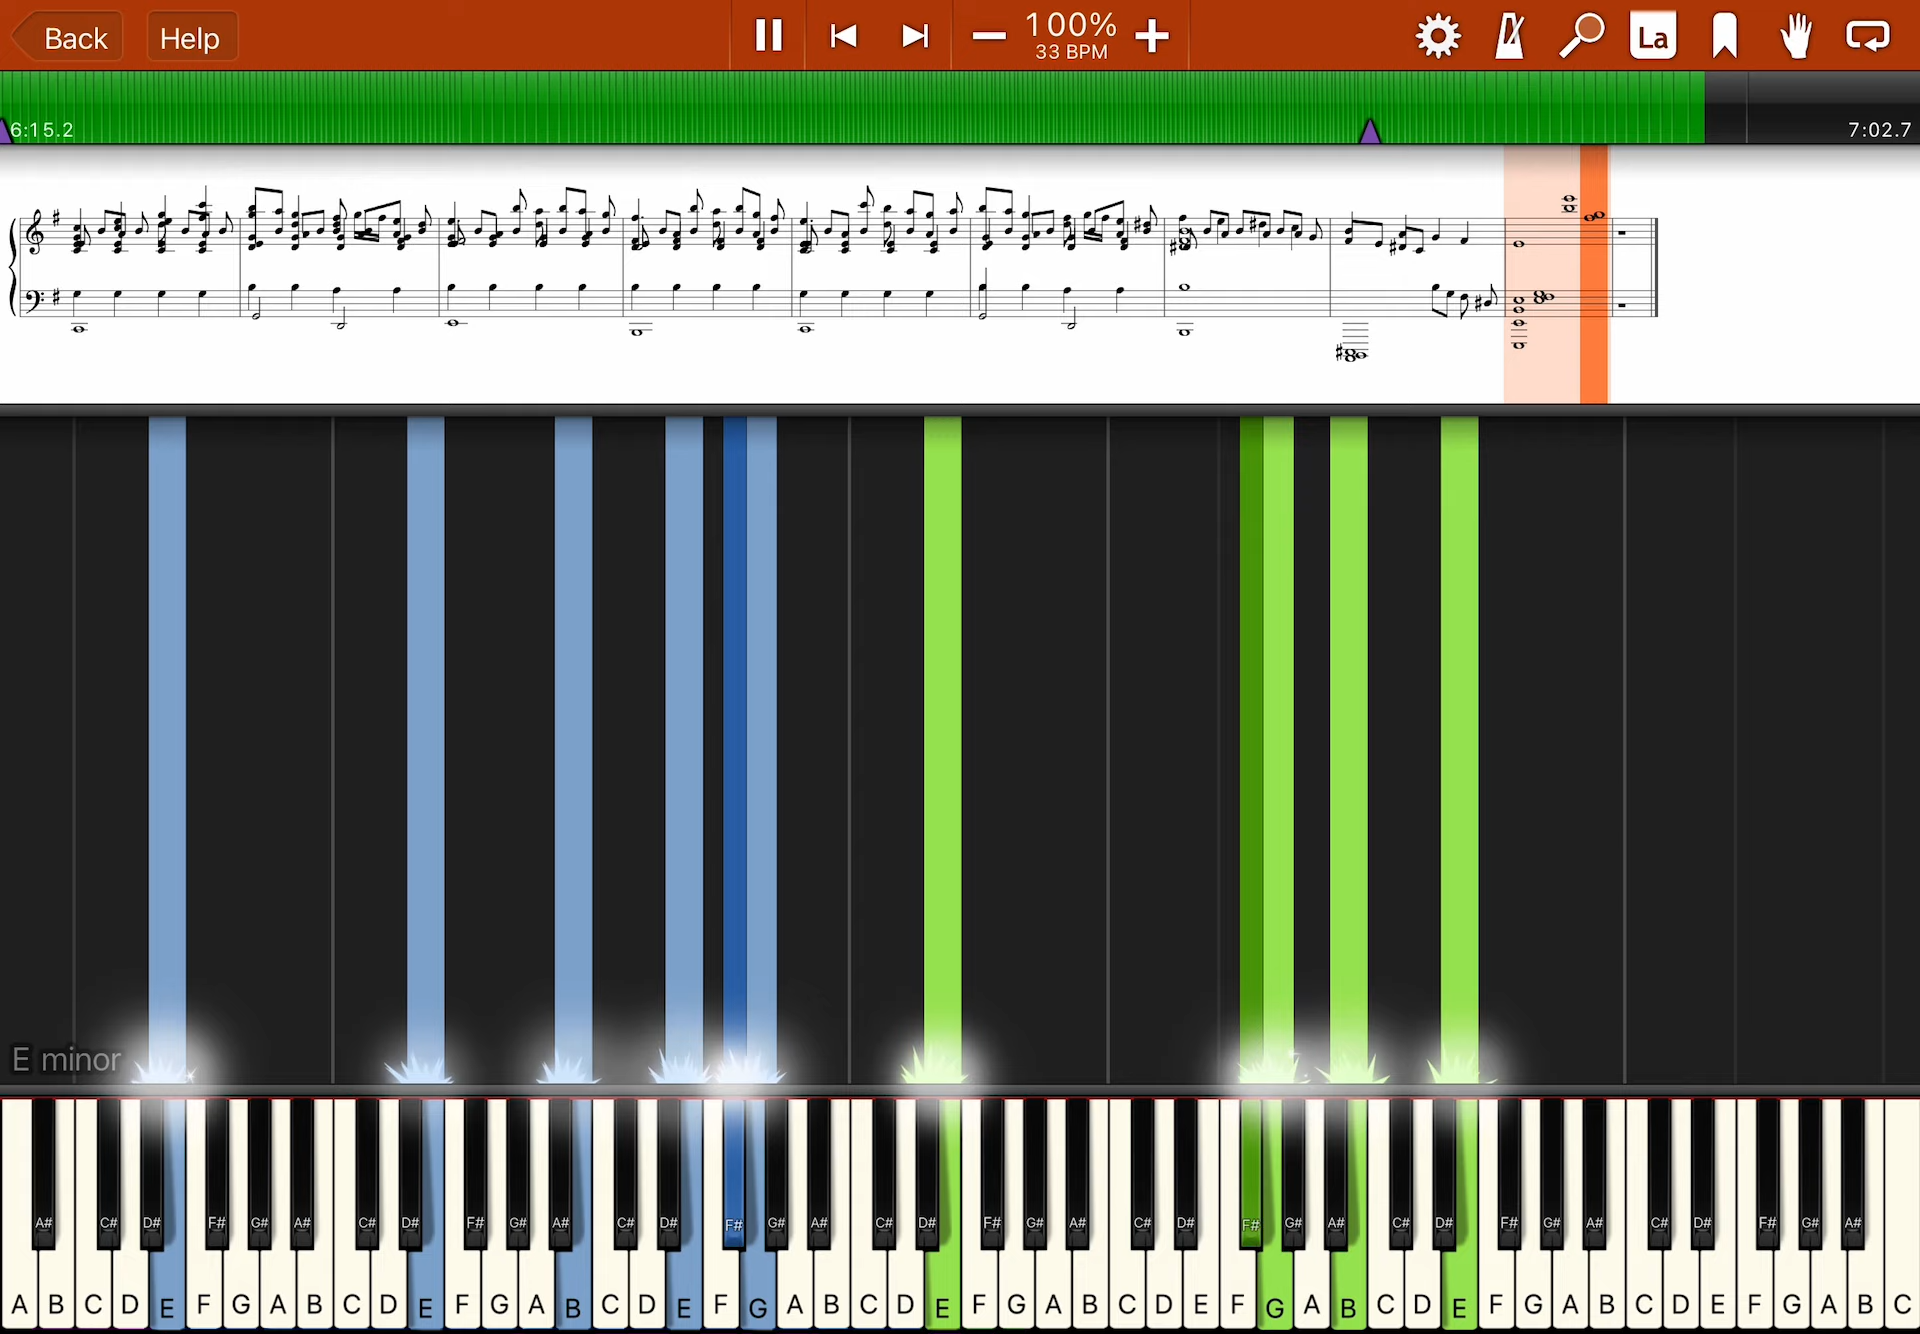 Back Help 100% La
33 BPM
6:15.2 7:02.7
E minor
A# C# D# F# G# A# C# D# F# G# A# C# D# F# G# A# C# D# F# G# A# C# D# F# G# A# C# D# F# G# A# C# D# F# G# A#
A B C D E F G A B C D E F G A B C D E F G A B C D E F G A B C D E F G A B C D E F G A B C D E F G A B C